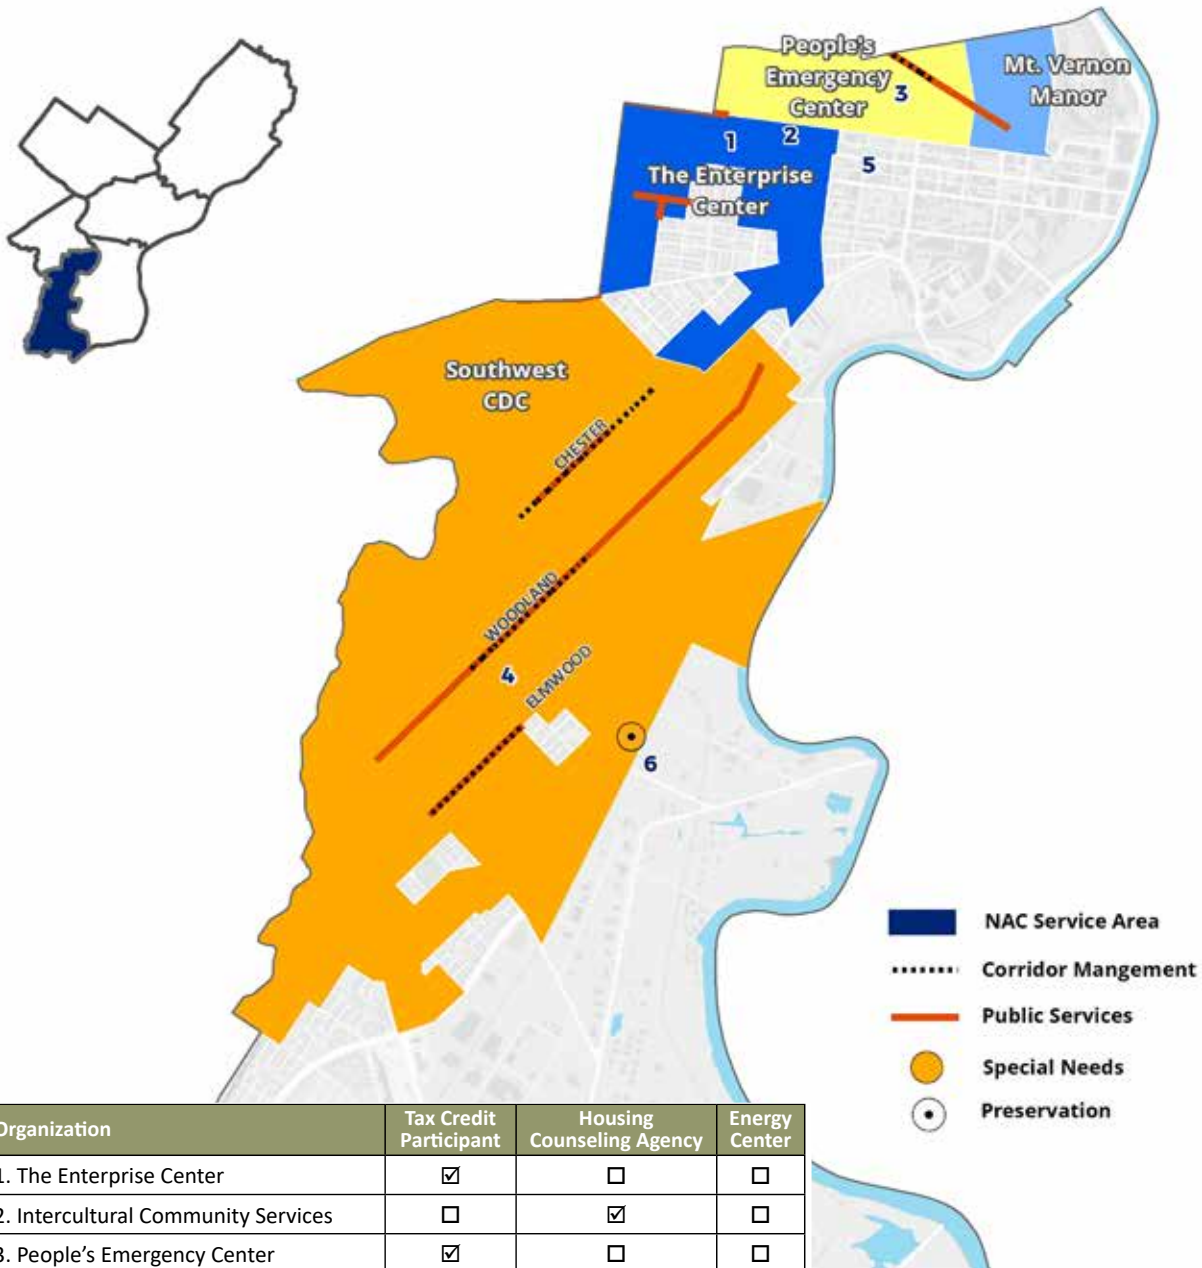 People's
Emergency
Center
3
Mt. Vernon
Manor
1
2
5
The Enterprise
Center
Southwest
CDC
CHESTER
WOODLAND
4
ELMWOOD
6
NAC Service Area
Corridor Mangement
Public Services
Special Needs
Preservation
Organization Tax Credit Participant Housing Counseling Agency Energy Center
1. The Enterprise Center ☑ ☐ ☐
2. Intercultural Community Services ☐ ☑ ☐
3. People’s Emergency Center ☑ ☐ ☐